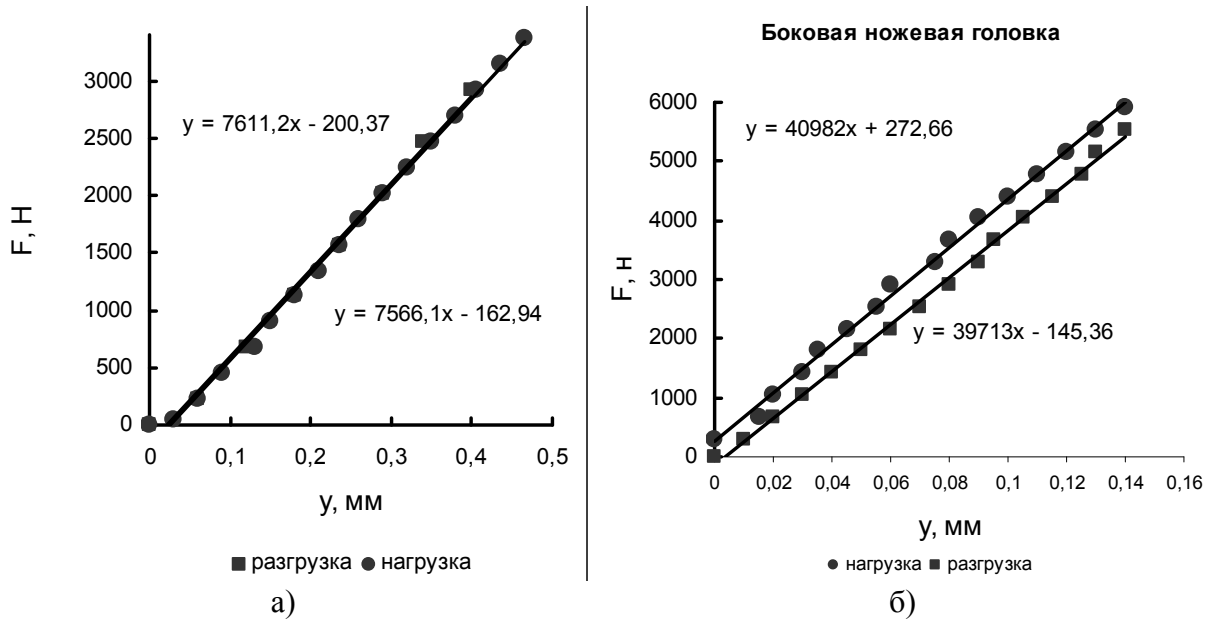 3000
2500
2000
1500
1000
500
0
F, Н
y = 7611,2x - 200,37
y = 7566,1x - 162,94
0 0,1 0,2 0,3 0,4 0,5
y, мм
■ разгрузка ● нагрузка
а)
Боковая ножевая головка
6000
5000
4000
3000
2000
1000
0
F, н
y = 40982x + 272,66
y = 39713x - 145,36
0 0,02 0,04 0,06 0,08 0,1 0,12 0,14 0,16
y, мм
● нагрузка ■ разгрузка
б)